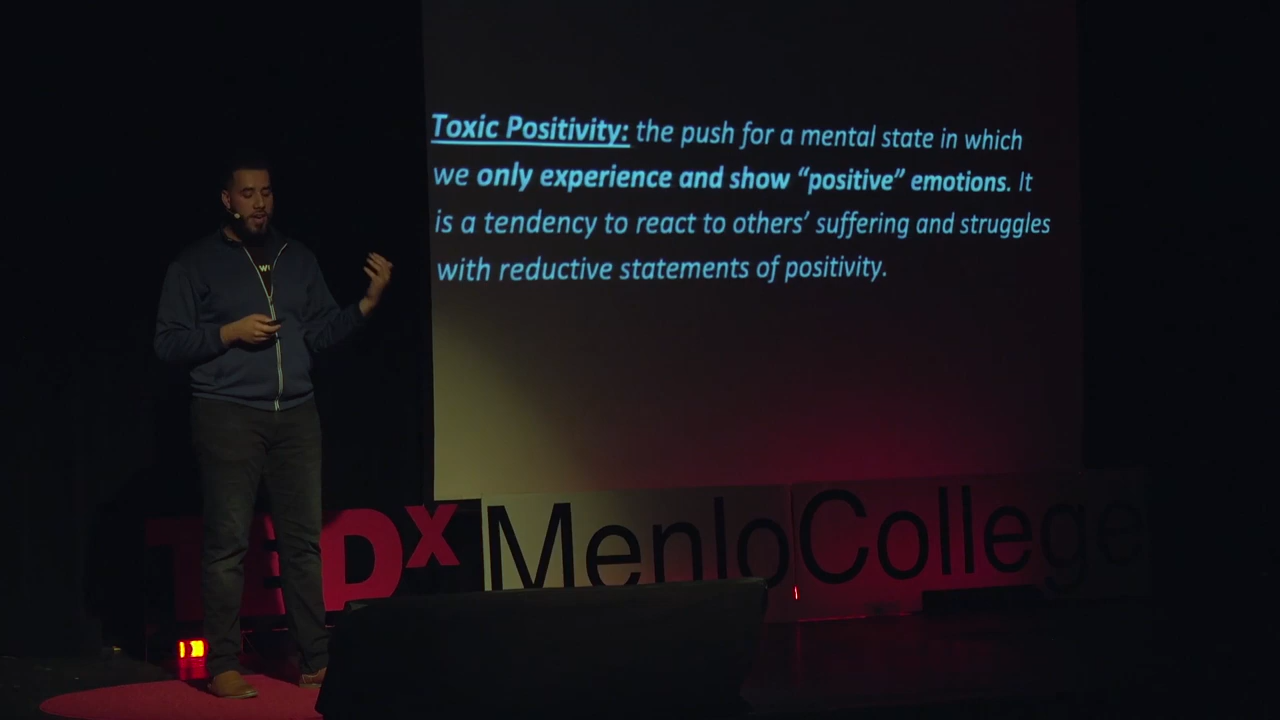 Toxic Positivity: the push for a mental state in which
we only experience and show “positive” emotions. It
is a tendency to react to others’ suffering and struggles
with reductive statements of positivity.
TEDx MenloCollege